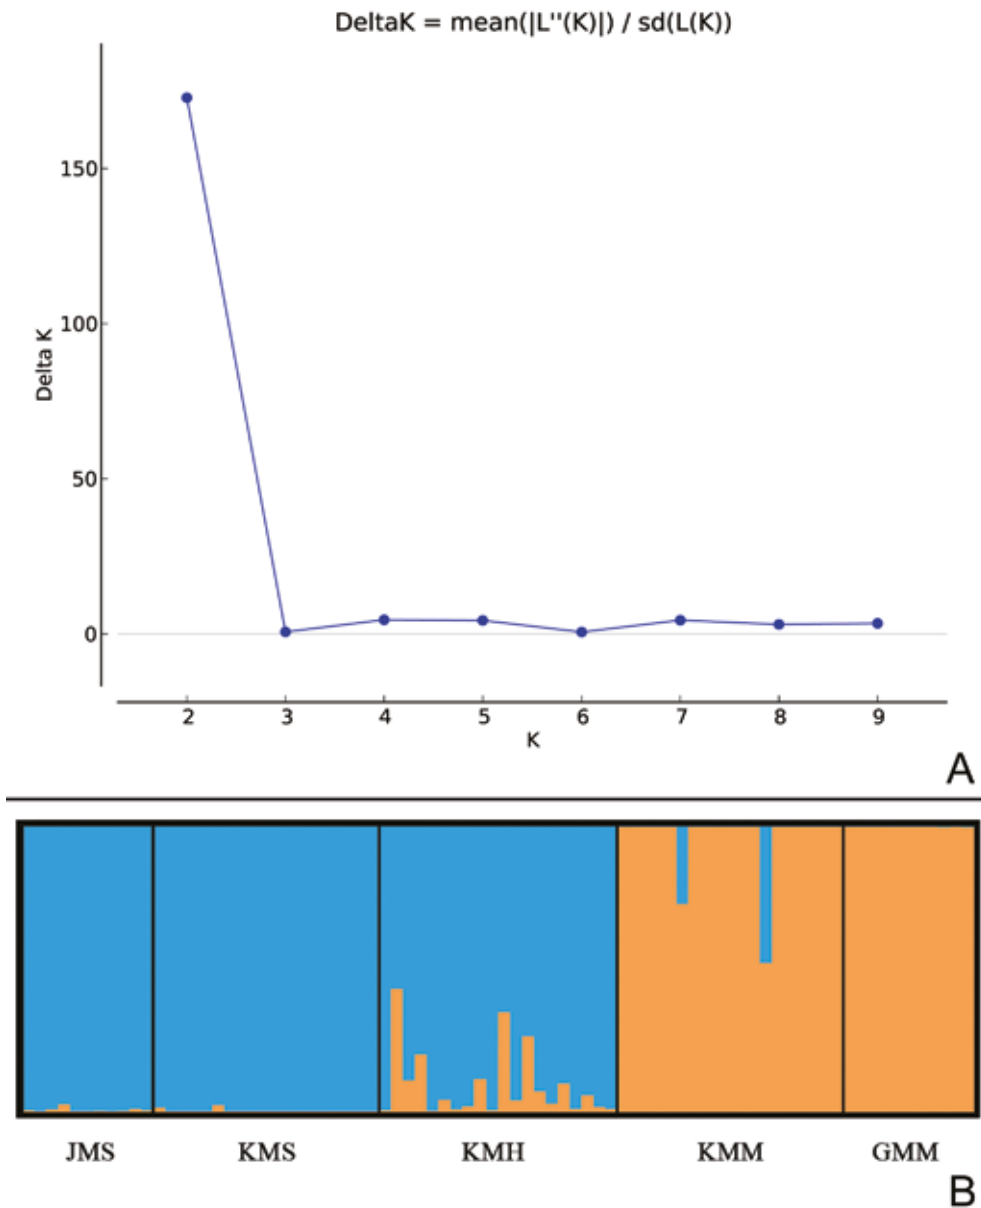 DeltaK = mean(|L''(K)|) / sd(L(K))
150
100
50
0
Delta K
2 3 4 5 6 7 8 9
K
A
JMS KMS KMH KMM GMM
B